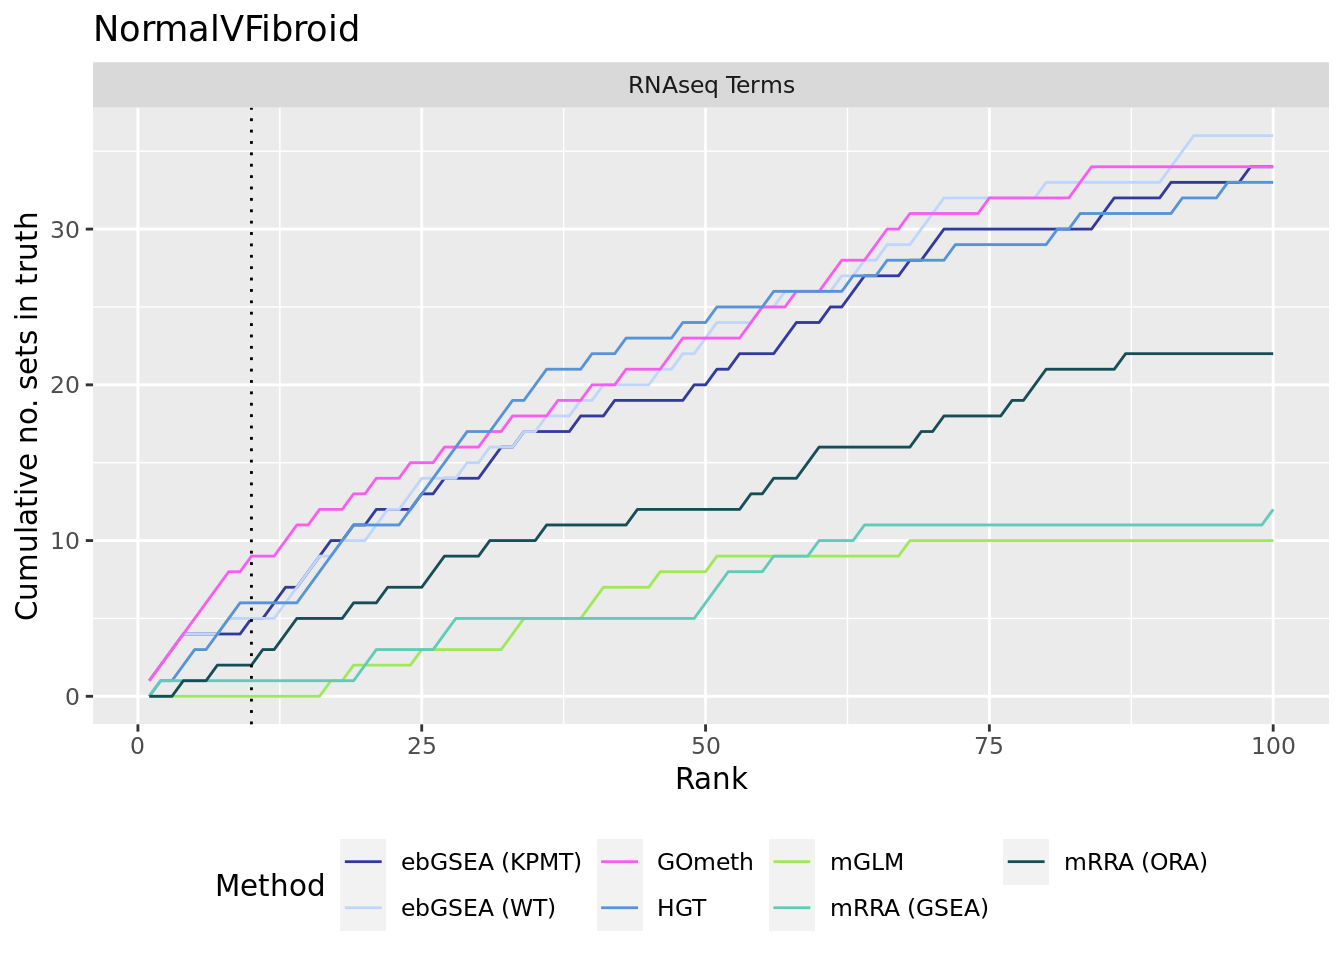 NormalVFibroid
RNAseq Terms
Cumulative no. sets in truth
30
20
10
0
0 25 50 75 100
Rank
Method
ebGSEA (KPMT) GOmeth mGLM mRRA (ORA)
ebGSEA (WT) HGT mRRA (GSEA)